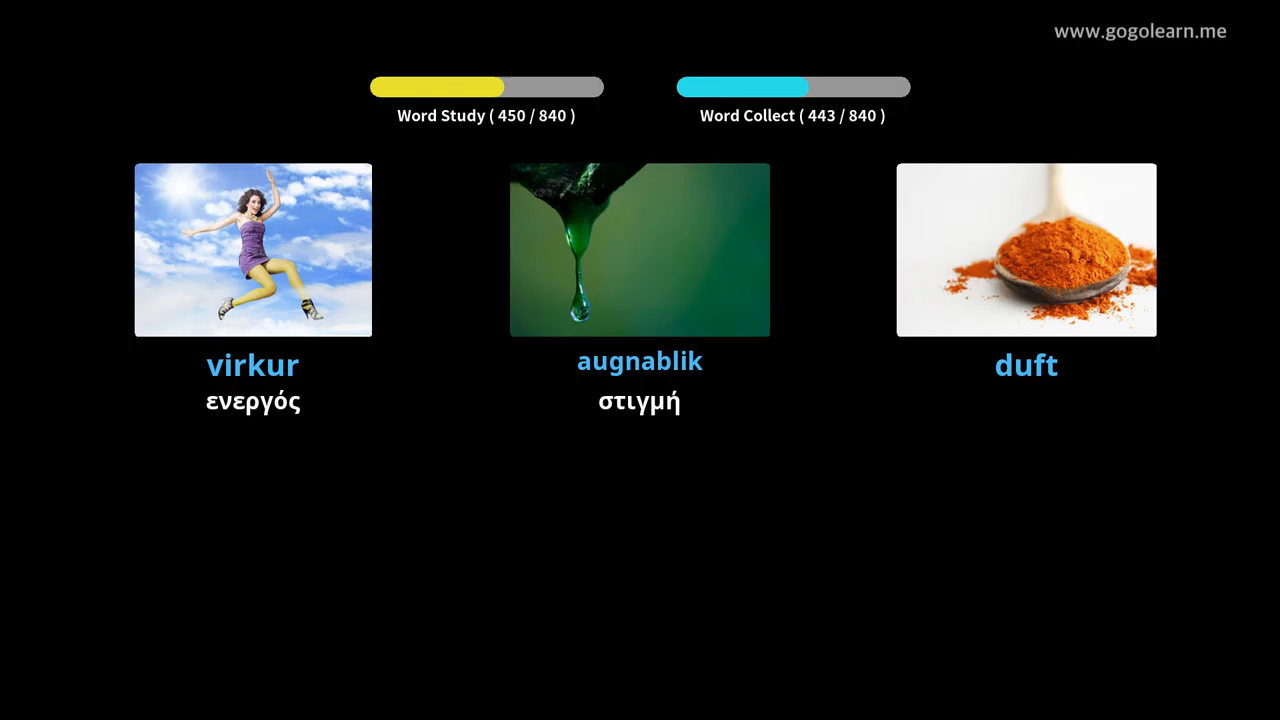 www.gogolearn.me
Word Study ( 450 / 840 )
Word Collect ( 443 / 840 )
virkur
ενεργός
augnablik
στιγμή
duft